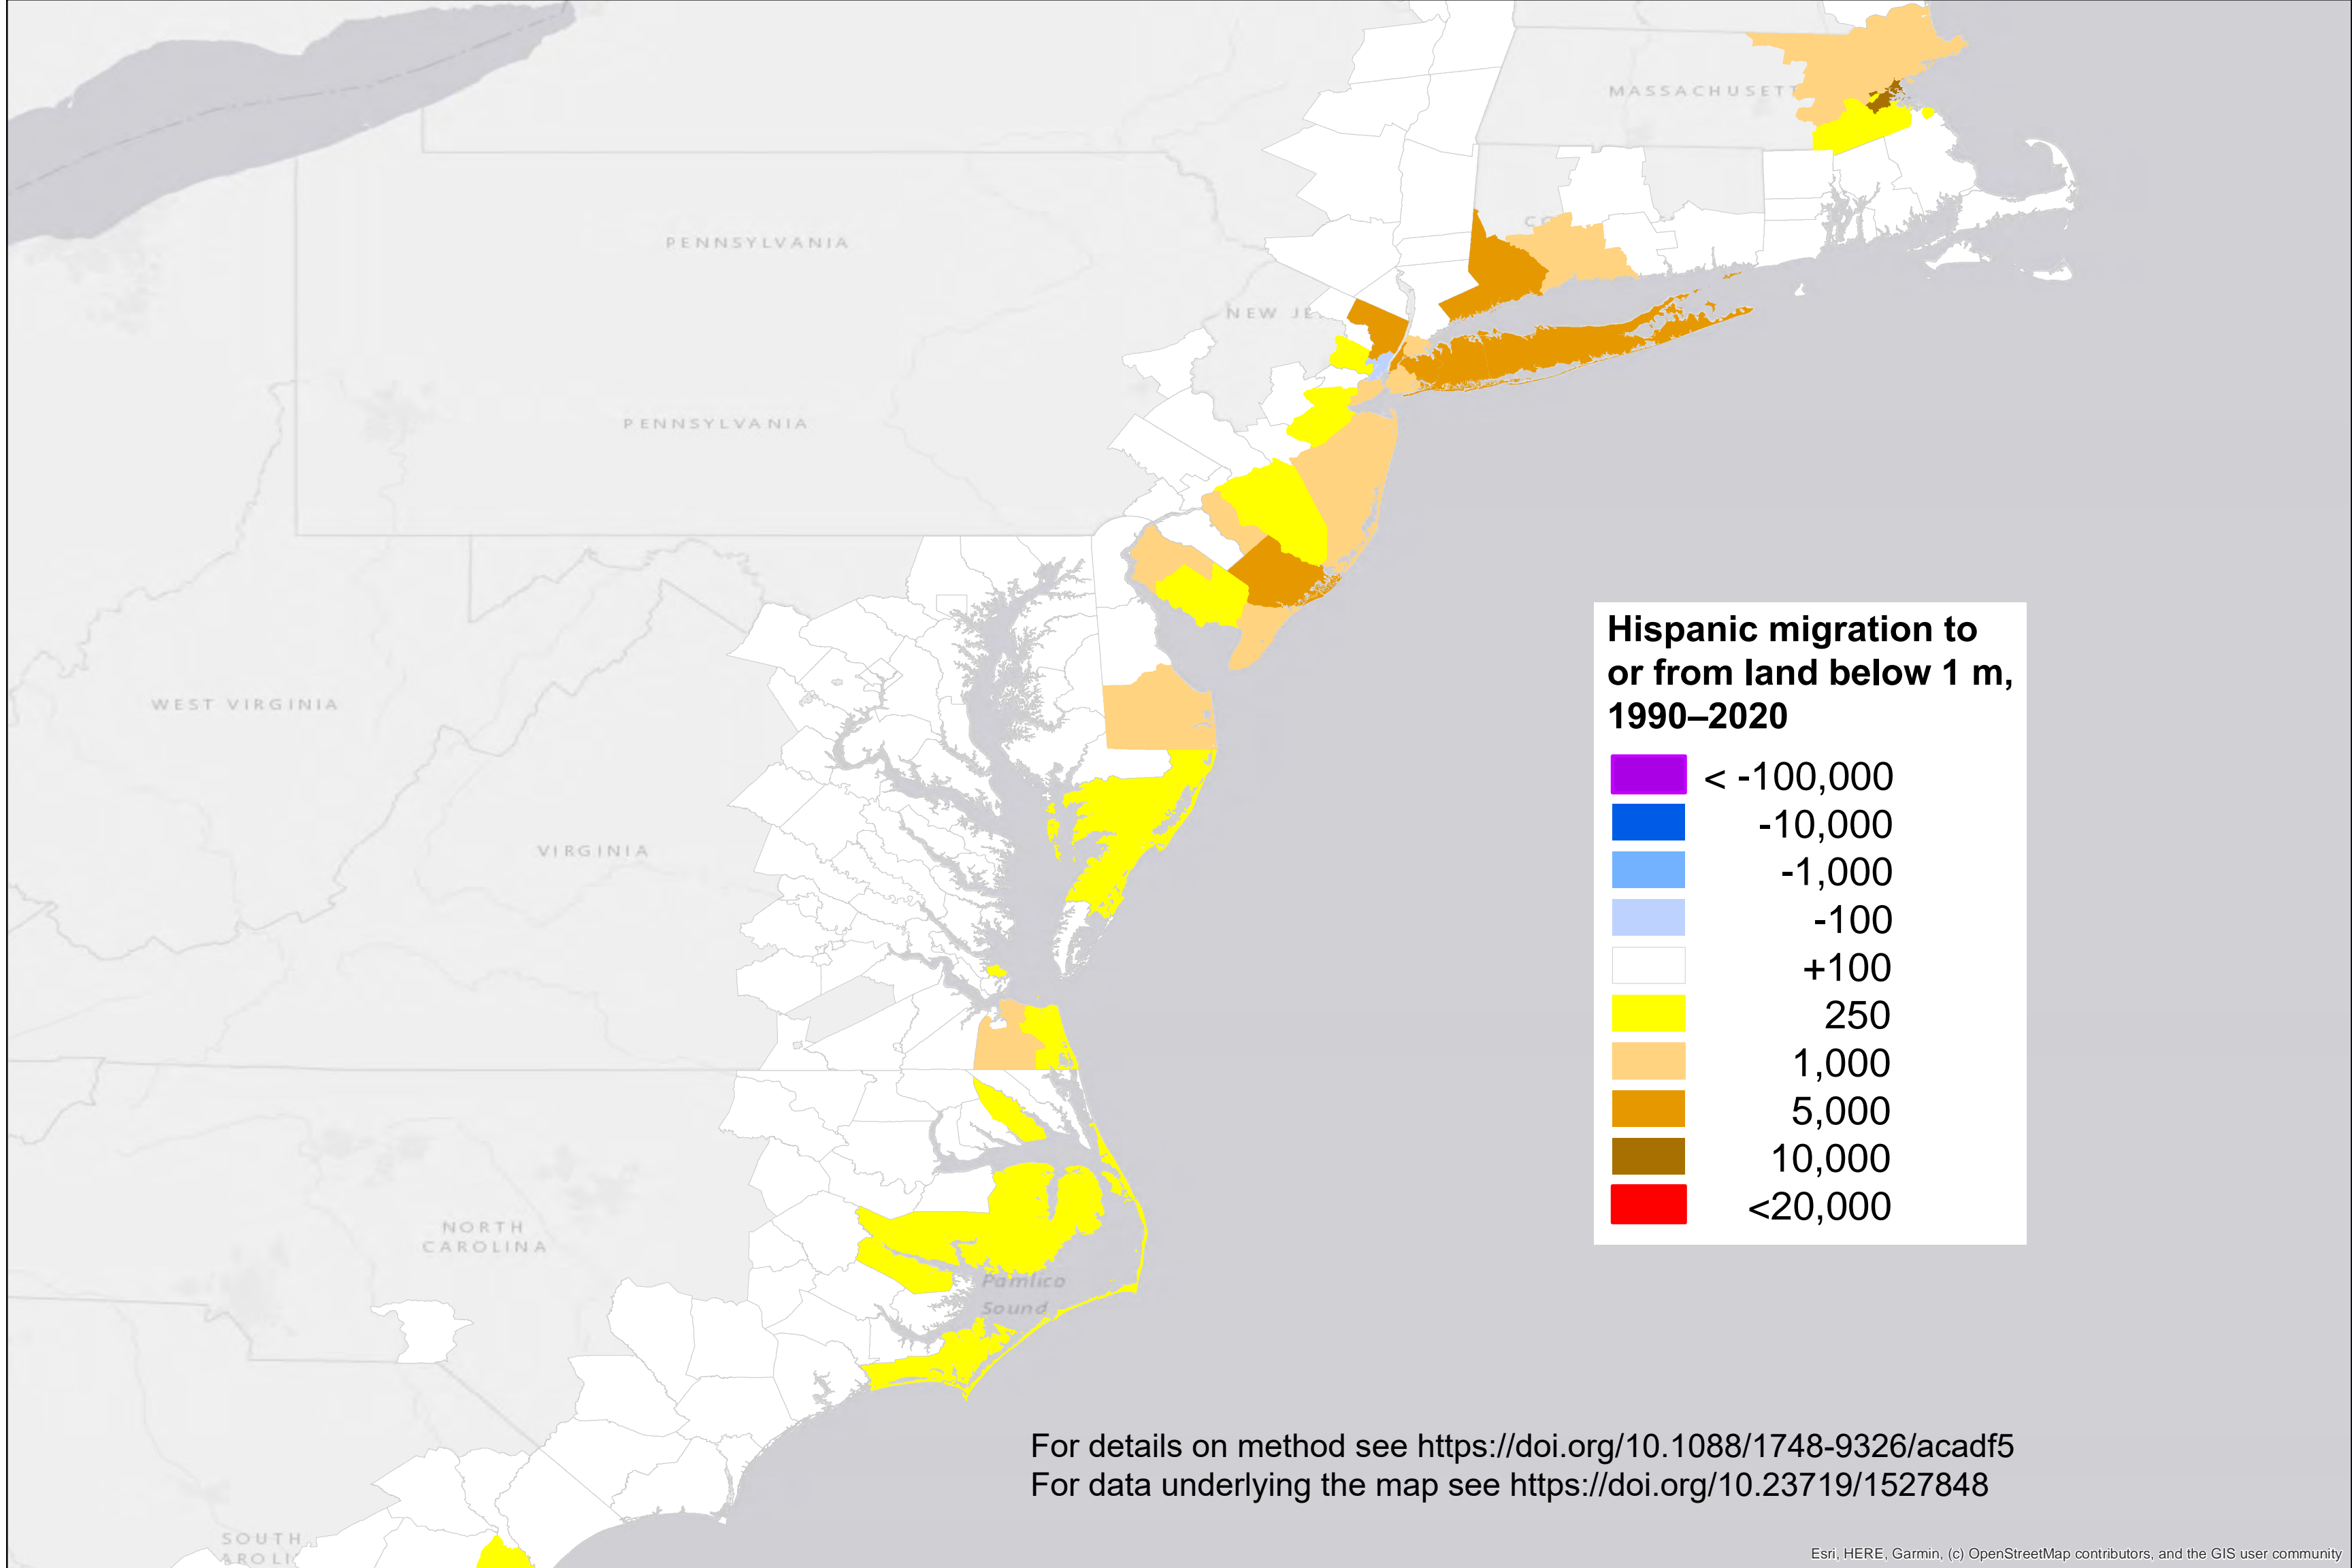 MASSACHUSETT
PENNSYLVANIA
NEW JE
PENNSYLVANIA
Hispanic migration to
or from land below 1 m,
1990–2020
< -100,000
-10,000
-1,000
-100
+100
250
1,000
5,000
10,000
<20,000
WEST VIRGINIA
VIRGINIA
NORTH
CAROLINA
Pamlico
Sound
For details on method see https://doi.org/10.1088/1748-9326/acadf5
For data underlying the map see https://doi.org/10.23719/1527848
SOUTH
Esri, HERE, Garmin, (c) OpenStreetMap contributors, and the GIS user community